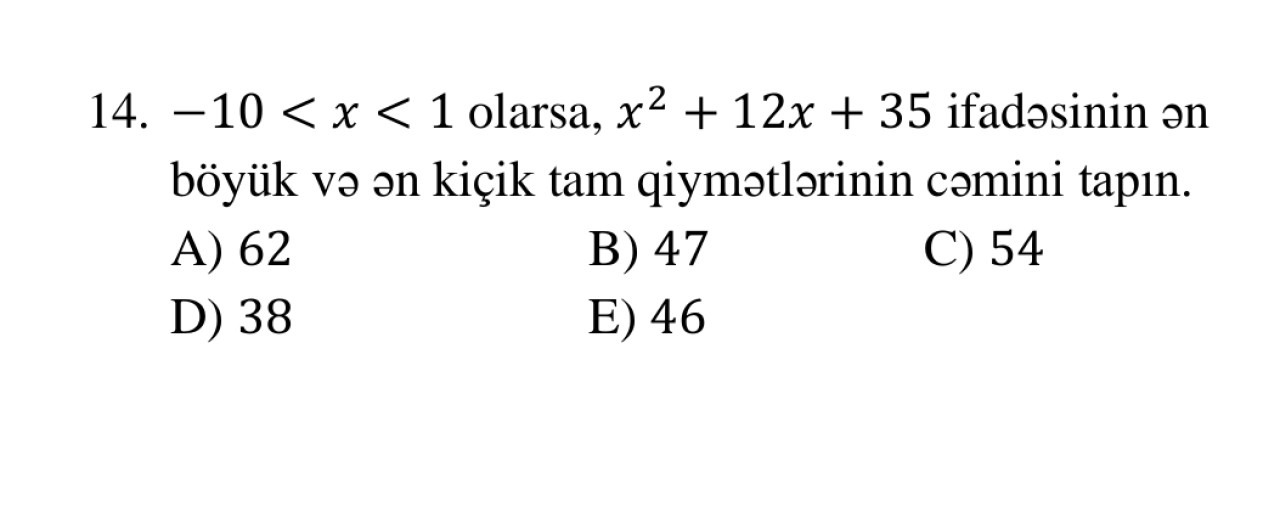 14. −10 < x < 1 olarsa, x² + 12x + 35 ifadəsinin ən
böyük və ən kiçik tam qiymətlərinin cəmini tapın.
A) 62 B) 47 C) 54
D) 38 E) 46